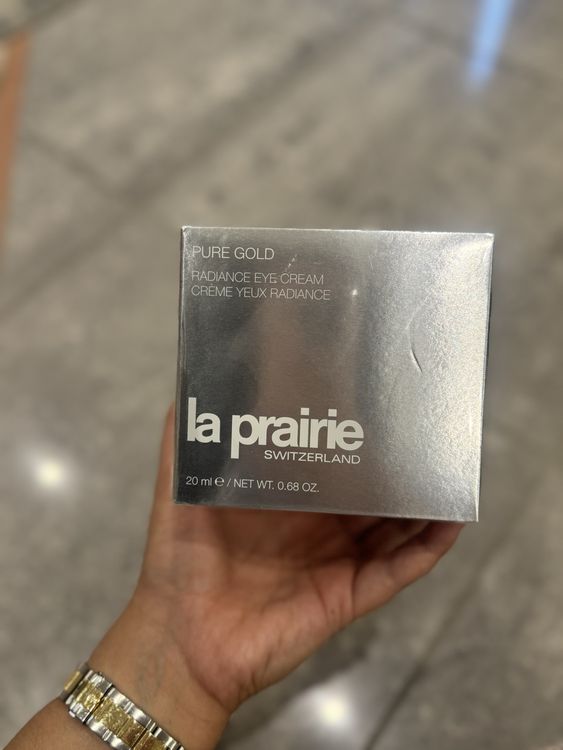 PURE GOLD
RADIANCE EYE CREAM
CRÈME YEUX RADIANCE
la prairie
SWITZERLAND
20 ml ℮ / NET WT. 0.68 OZ.